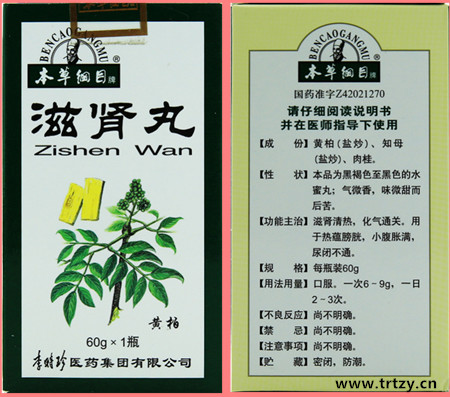 BENCAOGANGMU
本草纲目牌
滋肾丸
Zishen Wan
黄柏
60g×1瓶
李时珍医药集团有限公司
BENCAOGANGMU
本草纲目牌
国药准字Z42021270
请仔细阅读说明书
并在医师指导下使用
【成 份】黄柏(盐炒)、知母
(盐炒)、肉桂。
【性 状】本品为黑褐色至黑色的水
蜜丸；气微香，味微甜而
后苦。
【功能主治】滋肾清热，化气通关。用
于热蕴膀胱，小腹胀满，
尿闭不通。
【规 格】每瓶装60g
【用法用量】口服。一次6-9g，一日
2-3次。
【不良反应】尚不明确。
【禁 忌】尚不明确。
【注意事项】尚不明确。
【贮 藏】密闭，防潮。
www.trtzy.cn